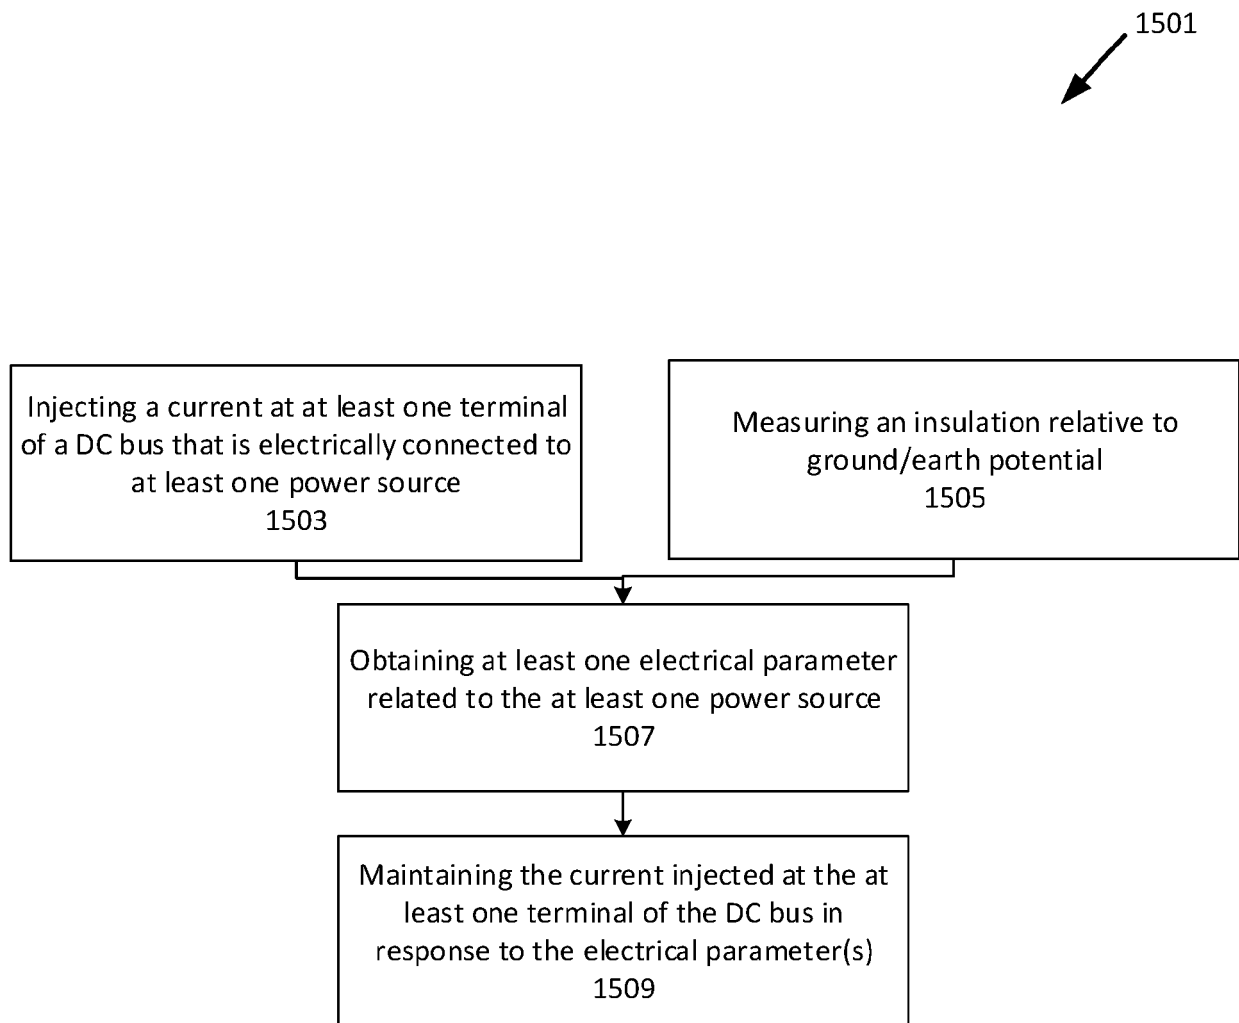 1501
Injecting a current at at least one terminal
of a DC bus that is electrically connected to
at least one power source
1503
Measuring an insulation relative to
ground/earth potential
1505
Obtaining at least one electrical parameter
related to the at least one power source
1507
Maintaining the current injected at the at
least one terminal of the DC bus in
response to the electrical parameter(s)
1509